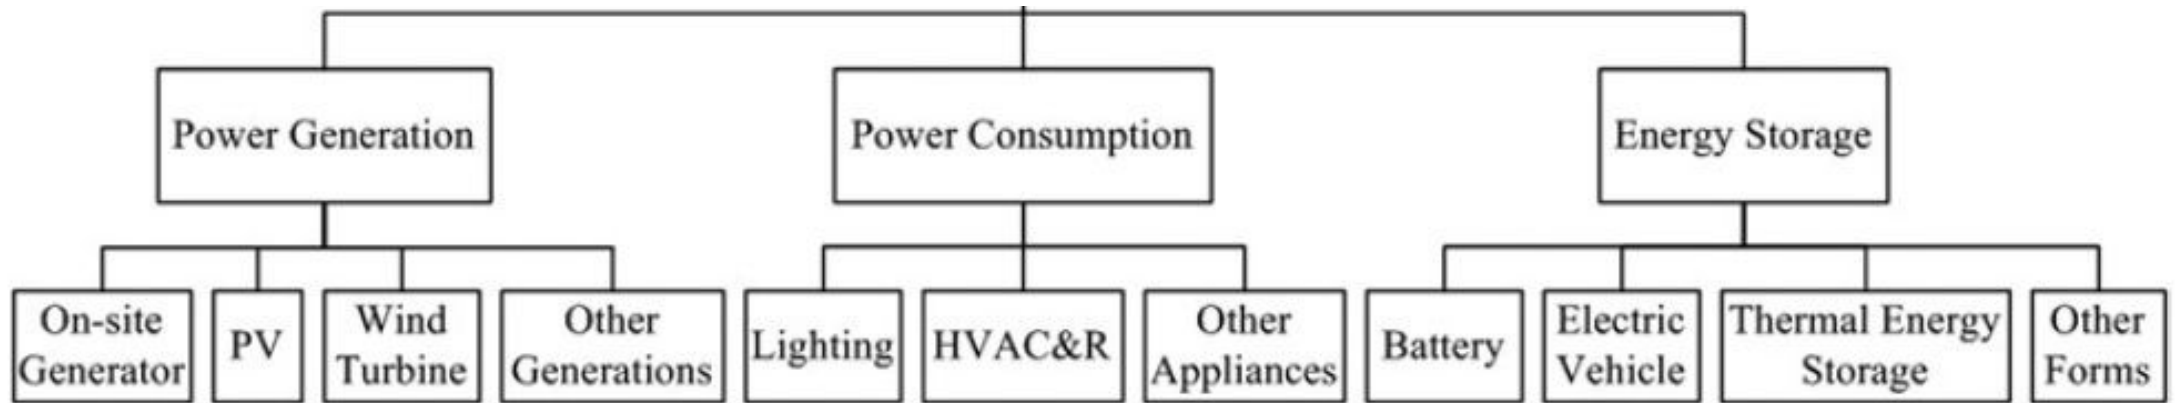 Power Generation
Power Consumption
Energy Storage
On-site
Generator
PV
Wind
Turbine
Other
Generations
Lighting
HVAC&R
Other
Appliances
Battery
Electric
Vehicle
Thermal Energy
Storage
Other
Forms